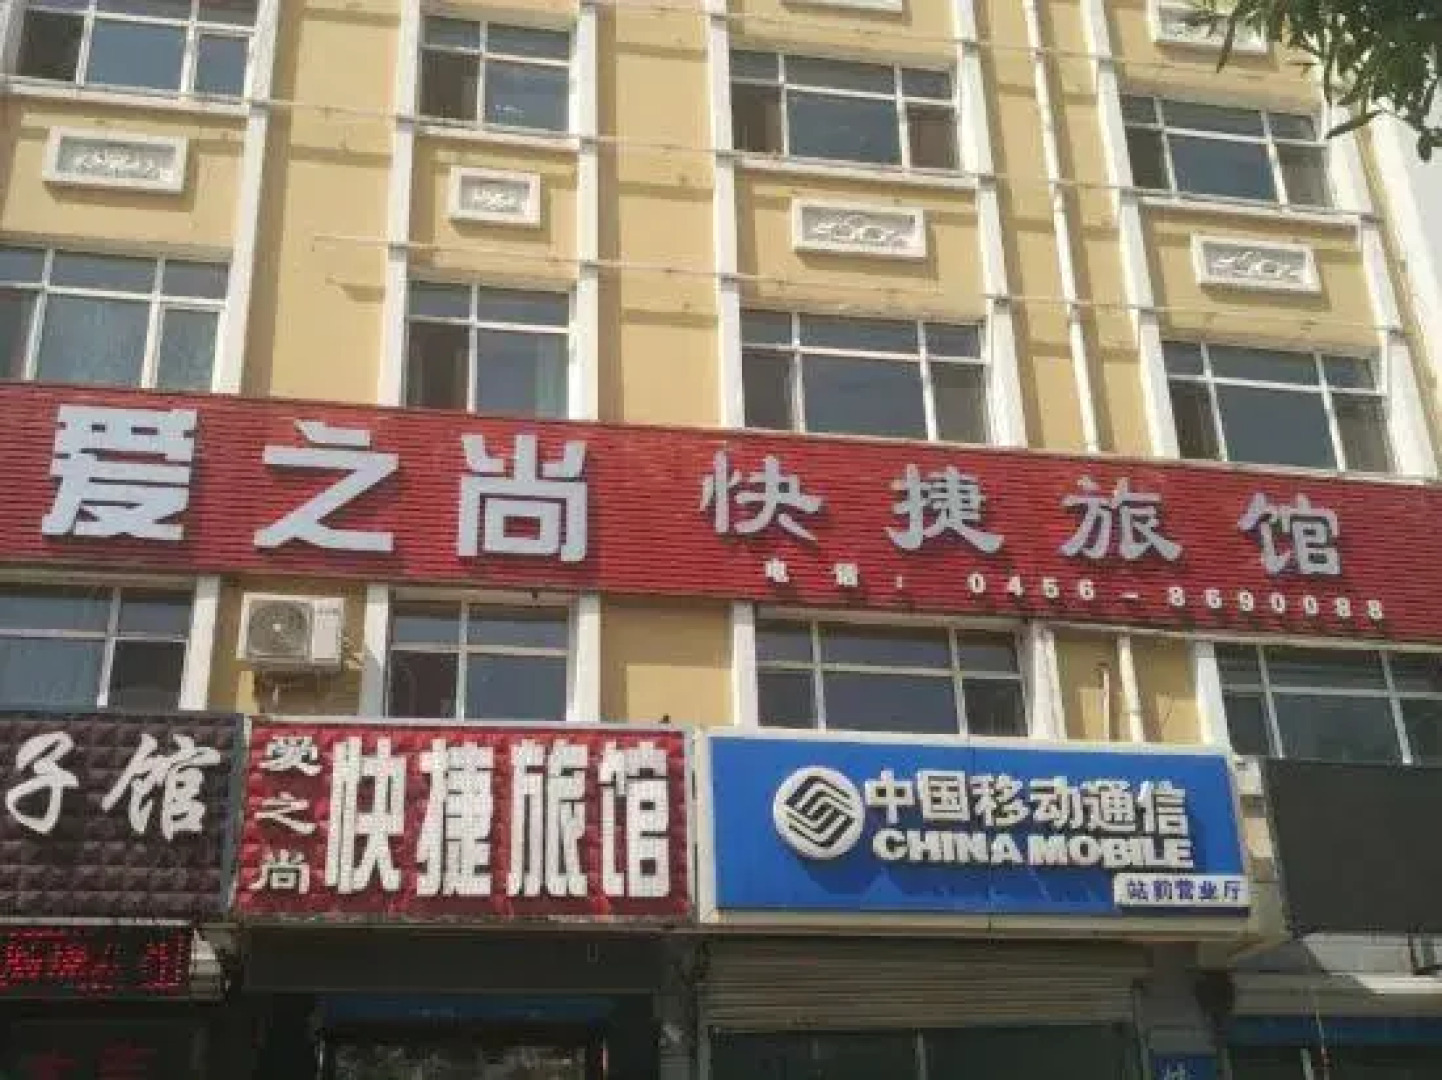 爱之尚快捷旅馆
电话：0456-8690088
子馆
爱之尚
快捷旅馆
中国移动通信
CHINA MOBILE
站前营业厅